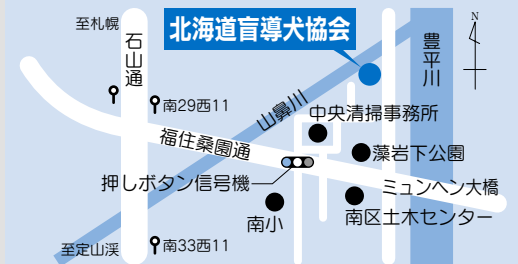 至札幌
石山通
北海道盲導犬協会
豊平川
N
南29西11
山鼻川
中央清掃事務所
福住桑園通
藻岩下公園
押しボタン信号機
ミュンヘン大橋
南小
南区土木センター
至定山渓
南33西11